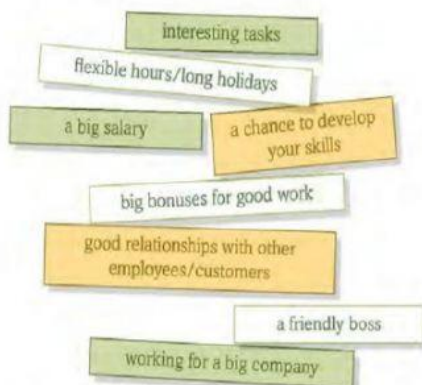 interesting tasks
flexible hours/long holidays
a big salary
a chance to develop
your skills
big bonuses for good work
good relationships with other
employees/customers
a friendly boss
working for a big company